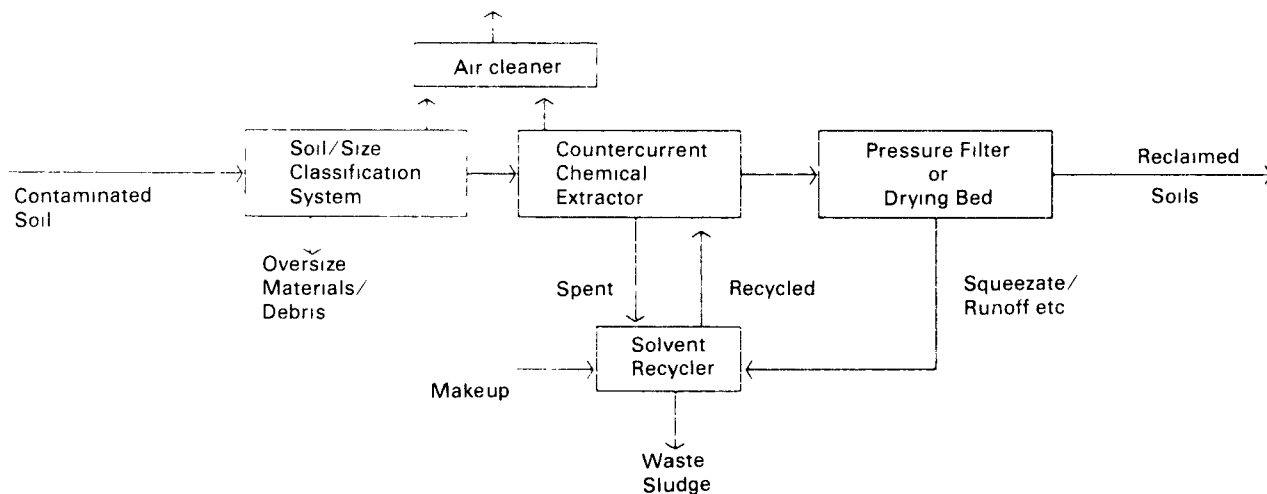 Air cleaner
Soil/Size
Classification
System
Countercurrent
Chemical
Extractor
Pressure Filter
or
Drying Bed
Reclaimed
Soils
Contaminated
Soil
Oversize
Materials/
Debris
Spent
Recycled
Squeezate/
Runoff etc
Solvent
Recycler
Makeup
Waste
Sludge